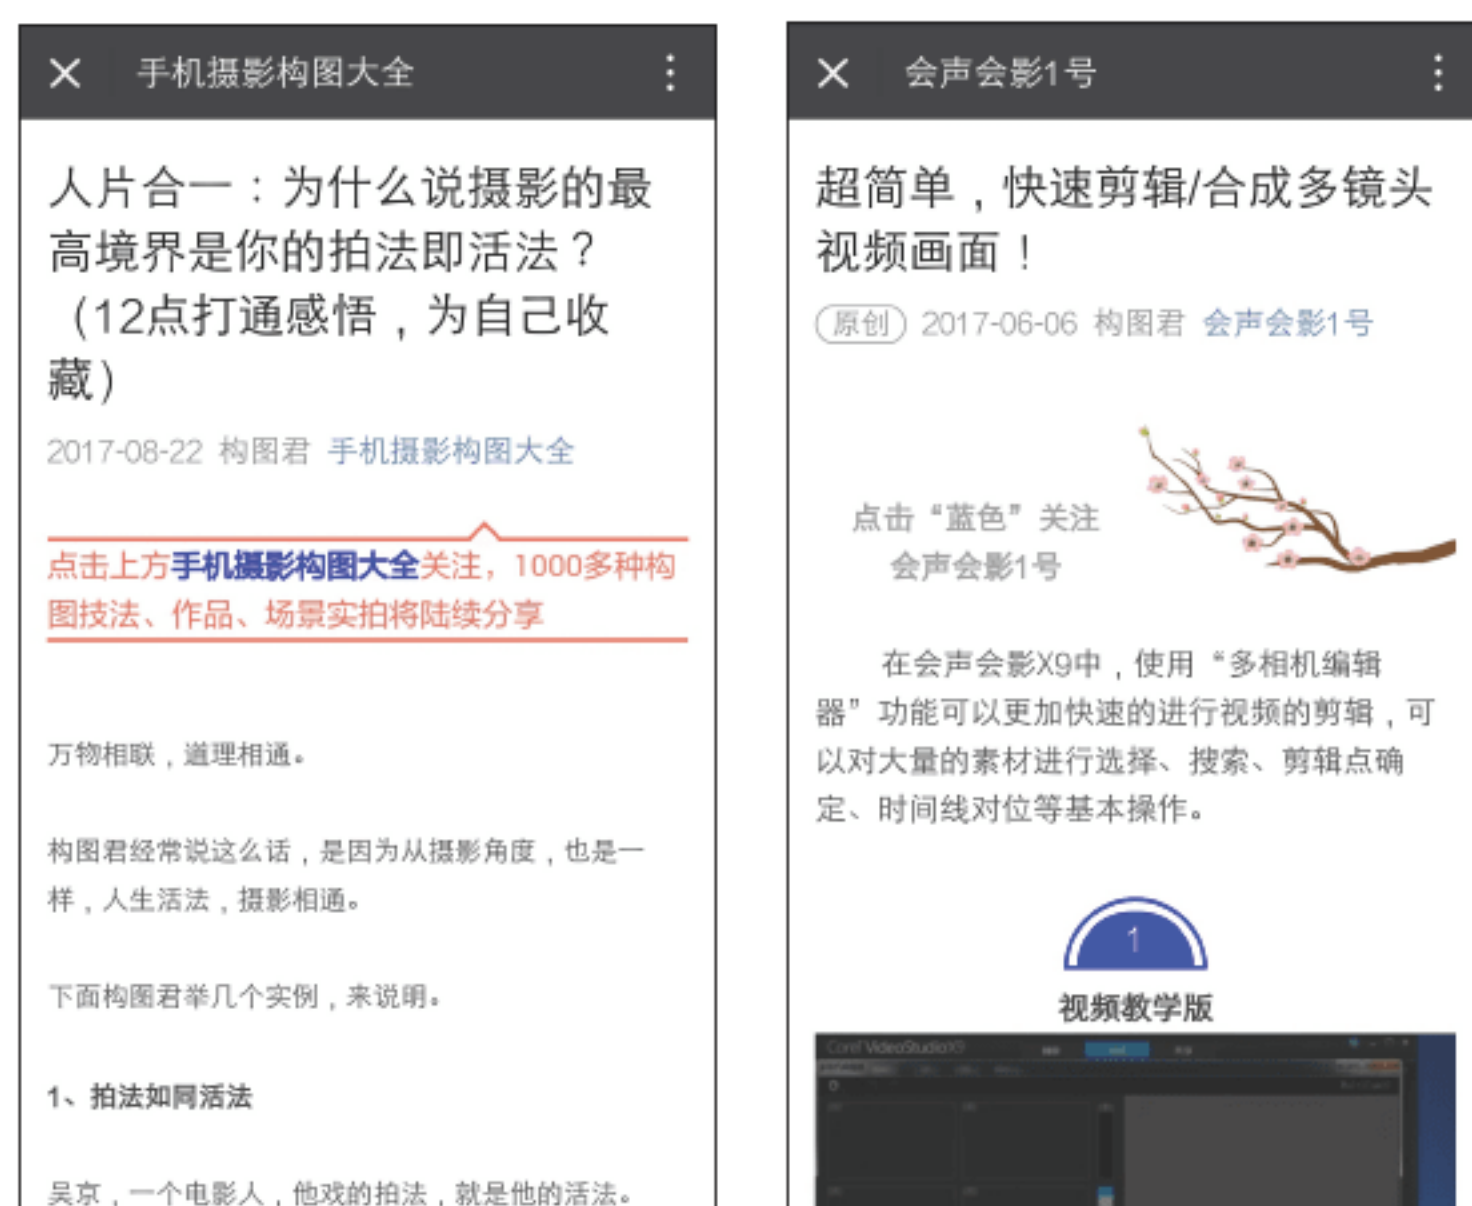 手机摄影构图大全
人片合一：为什么说摄影的最
高境界是你的拍法即活法？
（12点打通感悟，为自己收
藏）
2017-08-22 构图君 手机摄影构图大全
点击上方手机摄影构图大全关注，1000多种构
图技法、作品、场景实拍将陆续分享
万物相联，道理相通。
构图君经常说这么话，是因为从摄影角度，也是一
样，人生活法，摄影相通。
下面构图君举几个实例，来说明。
1、拍法如同活法
吴京，一个电影人，他戏的拍法，就是他的活法。
会声会影1号
超简单，快速剪辑/合成多镜头
视频画面！
原创 2017-06-06 构图君 会声会影1号
点击“蓝色”关注
会声会影1号
在会声会影X9中，使用“多相机编辑
器”功能可以更加快速的进行视频的剪辑，可
以对大量的素材进行选择、搜索、剪辑点确
定、时间线对位等基本操作。
1
视频教学版
Corel VideoStudio X9